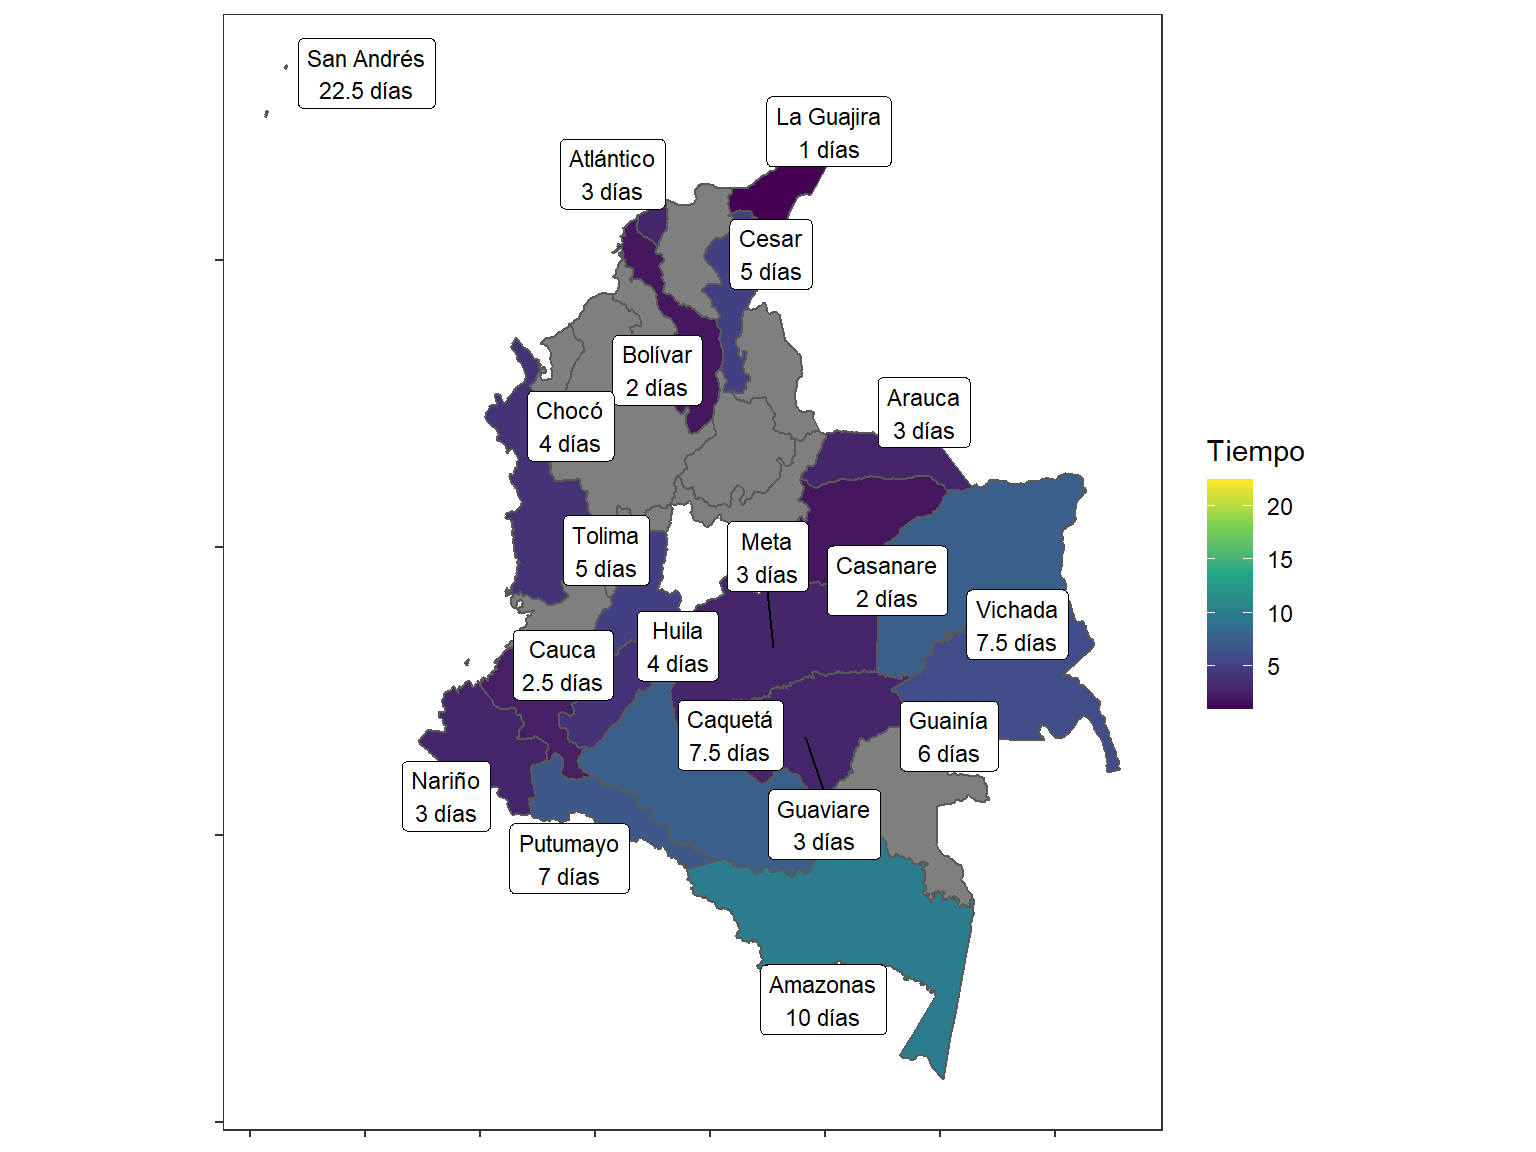 San Andrés
22.5 días
La Guajira
1 días
Atlántico
3 días
Cesar
5 días
Bolívar
2 días
Arauca
3 días
Chocó
4 días
Tolima
5 días
Meta
3 días
Casanare
2 días
Vichada
7.5 días
Huila
4 días
Cauca
2.5 días
Caquetá
7.5 días
Guainía
6 días
Nariño
3 días
Guaviare
3 días
Putumayo
7 días
Amazonas
10 días
Tiempo
20
15
10
5